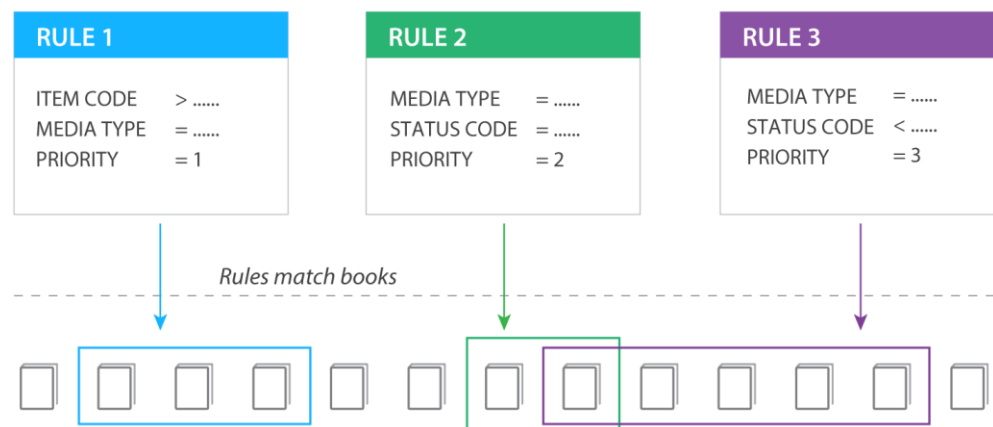 RULE 1
ITEM CODE > ......
MEDIA TYPE = ......
PRIORITY = 1
RULE 2
MEDIA TYPE = ......
STATUS CODE = ......
PRIORITY = 2
RULE 3
MEDIA TYPE = ......
STATUS CODE < ......
PRIORITY = 3
Rules match books